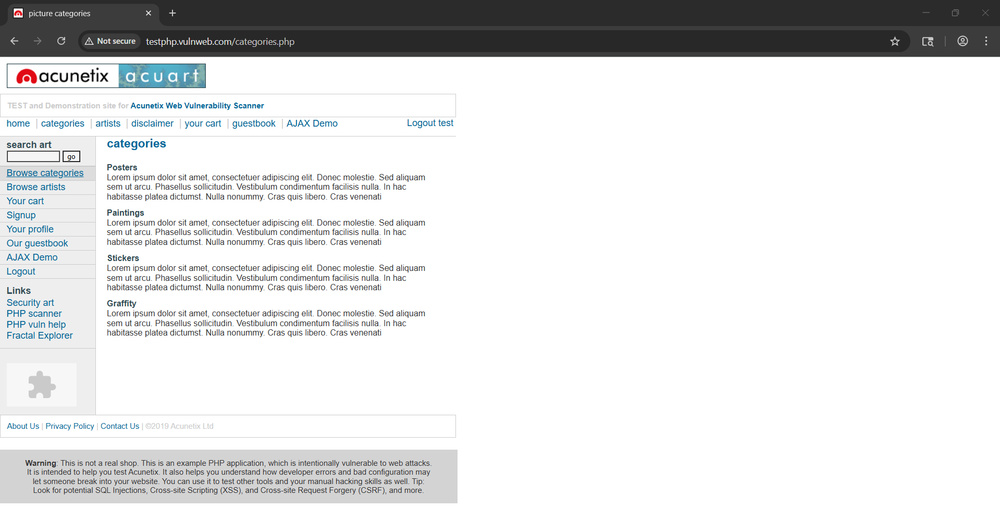 picture categories
Not secure
testphp.vulnweb.com/categories.php
acunetix acuart
TEST and Demonstration site for Acunetix Web Vulnerability Scanner
home | categories | artists | disclaimer | your cart | guestbook | AJAX Demo
Logout test
search art
go
Browse categories
Browse artists
Your cart
Signup
Your profile
Our guestbook
AJAX Demo
Logout
Links
Security art
PHP scanner
PHP vuln help
Fractal Explorer
categories
Posters
Lorem ipsum dolor sit amet, consectetuer adipiscing elit. Donec molestie. Sed aliquam
sem ut arcu. Phasellus sollicitudin. Vestibulum condimentum facilisis nulla. In hac
habitasse platea dictumst. Nulla nonummy. Cras quis libero. Cras venenati
Paintings
Lorem ipsum dolor sit amet, consectetuer adipiscing elit. Donec molestie. Sed aliquam
sem ut arcu. Phasellus sollicitudin. Vestibulum condimentum facilisis nulla. In hac
habitasse platea dictumst. Nulla nonummy. Cras quis libero. Cras venenati
Stickers
Lorem ipsum dolor sit amet, consectetuer adipiscing elit. Donec molestie. Sed aliquam
sem ut arcu. Phasellus sollicitudin. Vestibulum condimentum facilisis nulla. In hac
habitasse platea dictumst. Nulla nonummy. Cras quis libero. Cras venenati
Graffity
Lorem ipsum dolor sit amet, consectetuer adipiscing elit. Donec molestie. Sed aliquam
sem ut arcu. Phasellus sollicitudin. Vestibulum condimentum facilisis nulla. In hac
habitasse platea dictumst. Nulla nonummy. Cras quis libero. Cras venenati
About Us | Privacy Policy | Contact Us | ©2019 Acunetix Ltd
Warning: This is not a real shop. This is an example PHP application, which is intentionally vulnerable to web attacks.
It is intended to help you test Acunetix. It also helps you understand how developer errors and bad configuration may
let someone break into your website. You can use it to test other tools and your manual hacking skills as well. Tip:
Look for potential SQL Injections, Cross-site Scripting (XSS), and Cross-site Request Forgery (CSRF), and more.